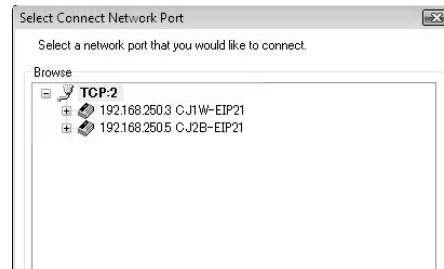 Select Connect Network Port
Select a network port that you would like to connect.
Browse
TCP:2
192.168.250.3 CJ1W-EIP21
192.168.250.5 CJ2B-EIP21